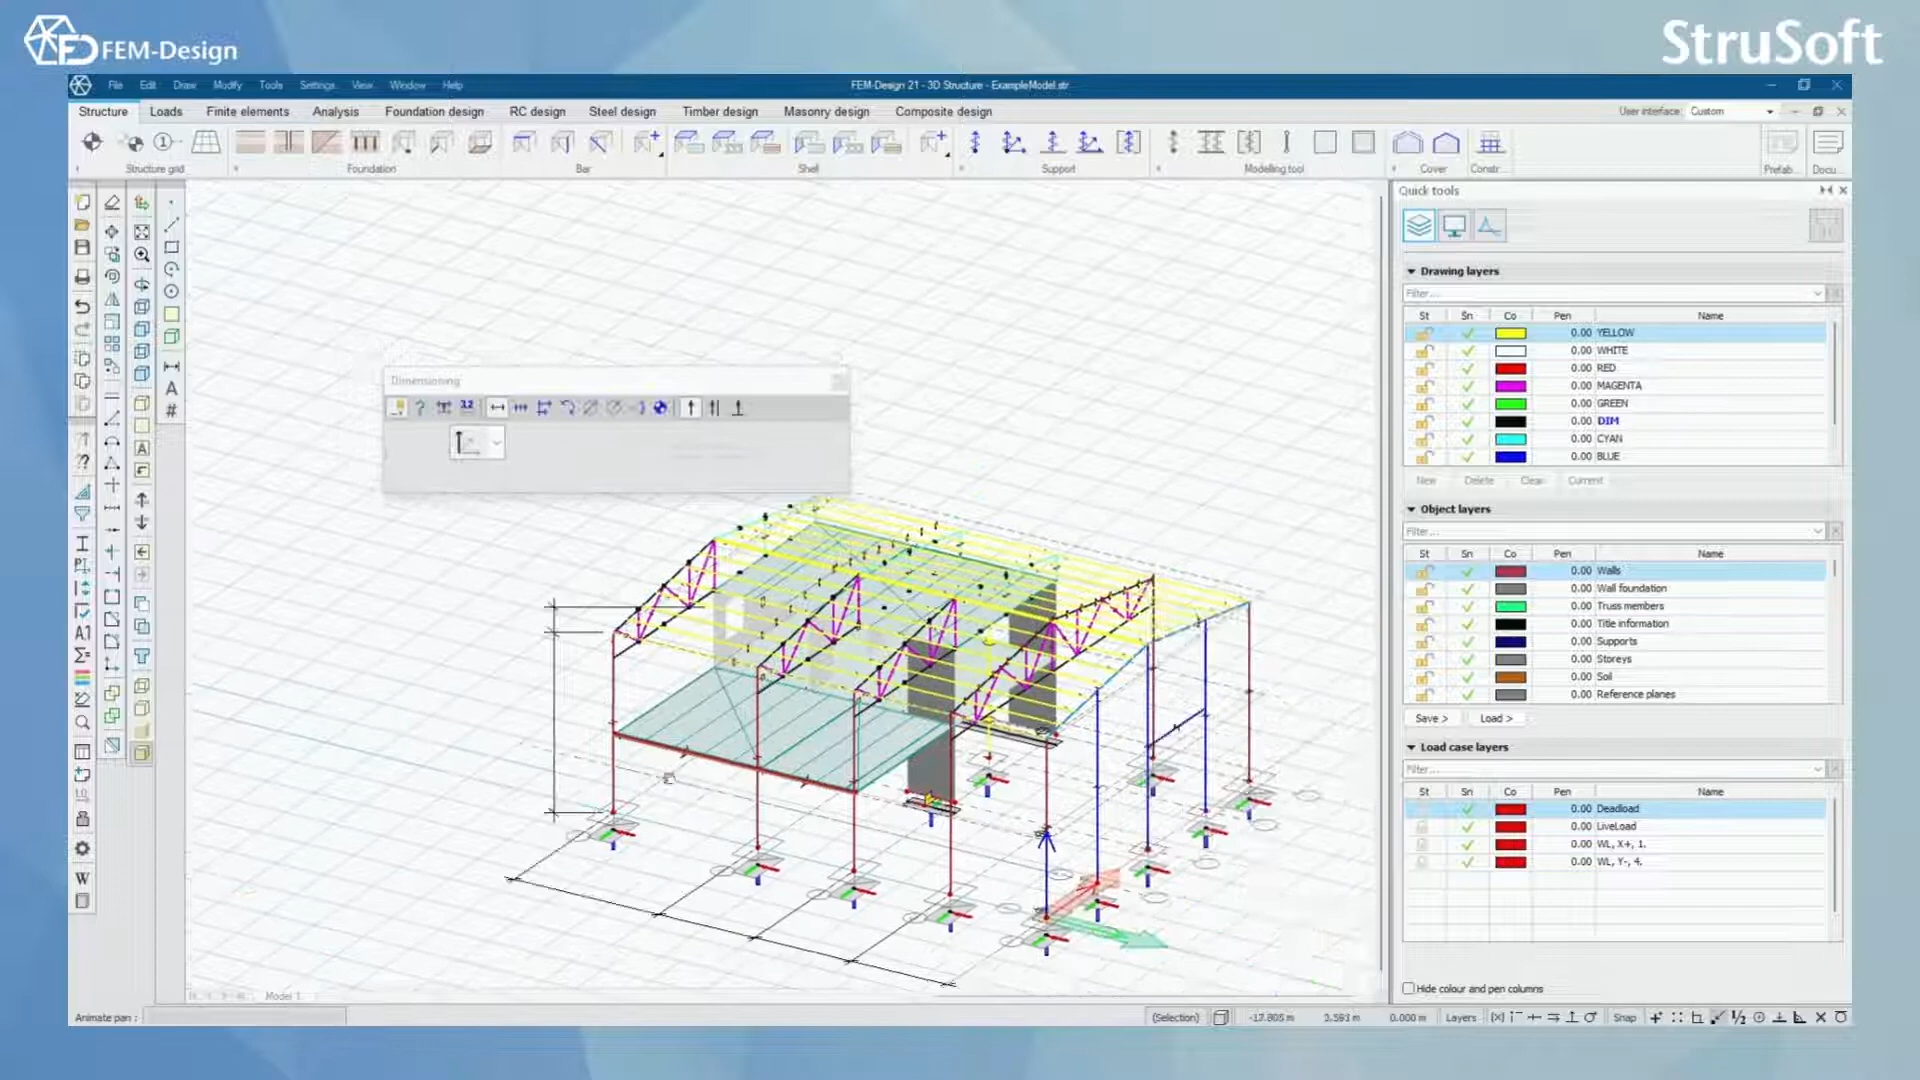 FEM-Design
StruSoft
File Edit Draw Modify Tools Settings View Window Help
FEM-Design 21 - 3D Structure - ExampleModel.str
Structure Loads Finite elements Analysis Foundation design RC design Steel design Timber design Masonry design Composite design
User interface: Custom
Structure grid Foundation Bar Shell Support Modelling tool Cover Constr... Prefab... Docu...
Quick tools
Drawing layers
Filter...
St Sn Co Pen Name
0.00 YELLOW
0.00 WHITE
0.00 RED
0.00 MAGENTA
0.00 GREEN
0.00 DIM
0.00 CYAN
0.00 BLUE
New Delete Clear Current
Object layers
Filter...
St Sn Co Pen Name
0.00 Walls
0.00 Wall foundation
0.00 Truss members
0.00 Title information
0.00 Supports
0.00 Storeys
0.00 Soil
0.00 Reference planes
Save > Load >
Load case layers
Filter...
St Sn Co Pen Name
0.00 Deadload
0.00 LiveLoad
0.00 WL, X+, 1.
0.00 WL, Y-, 4.
Hide colour and pen columns
Dimensioning
Model 1
Animate pan :
(Selection) -17.805 m 3.593 m 0.000 m Layers Snap